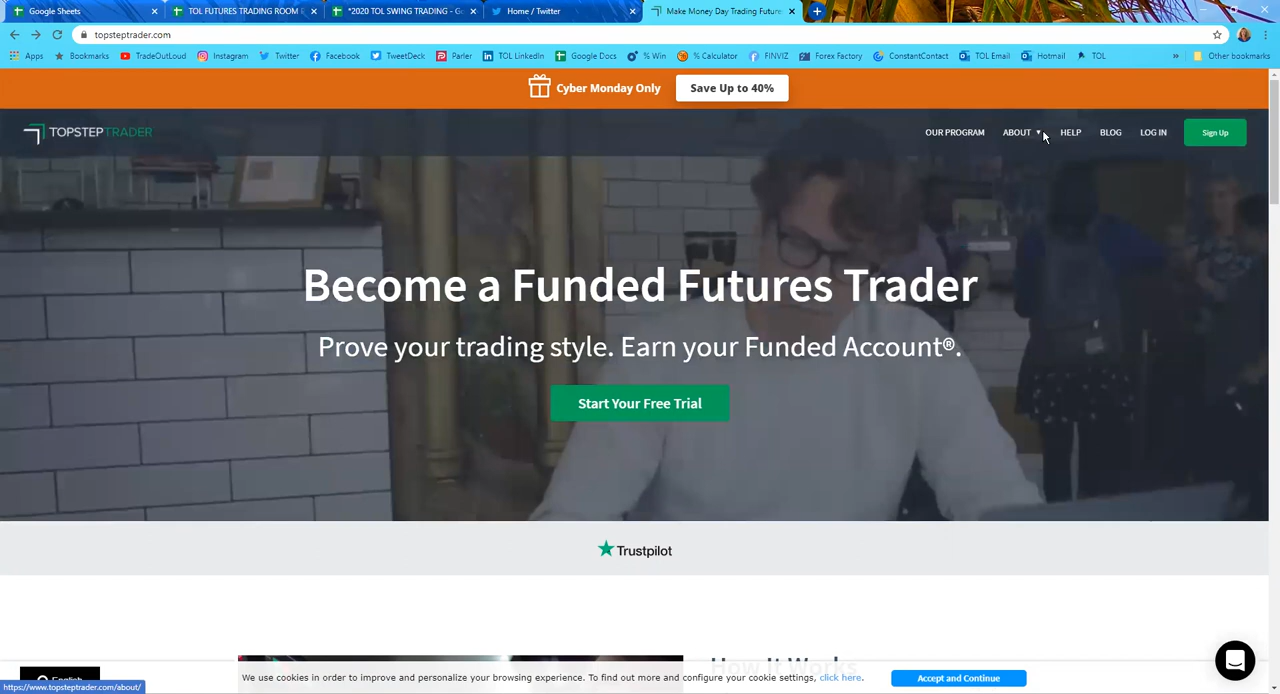 Google Sheets
TOL FUTURES TRADING ROOM
*2020 TOL SWING TRADING - G
Home / Twitter
Make Money Day Trading Future
topsteptrader.com
Apps
Bookmarks
TradeOutLoud
Instagram
Twitter
Facebook
TweetDeck
Parler
TOL LinkedIn
Google Docs
% Win
% Calculator
FINVIZ
Forex Factory
ConstantContact
TOL Email
Hotmail
TOL
»
Other bookmarks
Cyber Monday Only
Save Up to 40%
TOPSTEPTRADER
OUR PROGRAM
ABOUT
HELP
BLOG
LOG IN
Sign Up
Become a Funded Futures Trader
Prove your trading style. Earn your Funded Account®.
Start Your Free Trial
Trustpilot
How It Works
English
We use cookies in order to improve and personalize your browsing experience. To find out more and configure your cookie settings, click here.
Accept and Continue
https://www.topsteptrader.com/about/